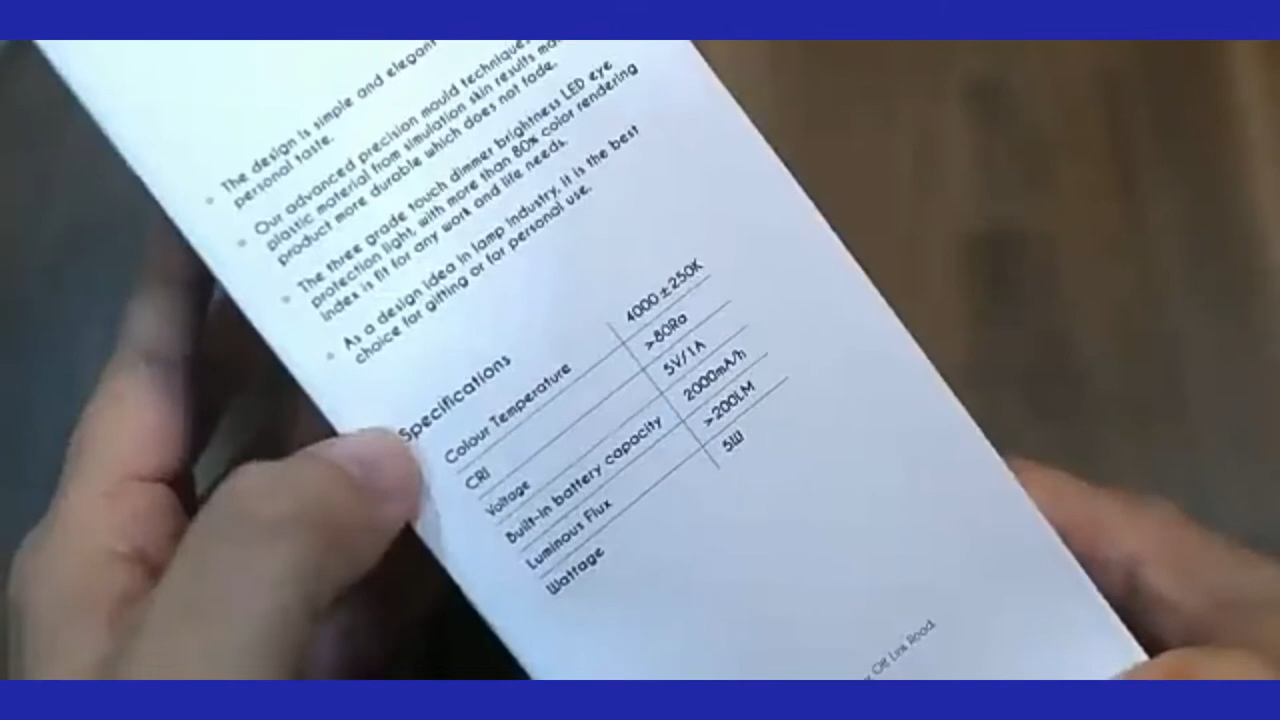 The design is simple and elegant
personal taste.
Our advanced precision mould techniques
plastic material from simulation skin results
product more durable which does not fade.
The three grade touch dimmer brightness LED eye
protection light, with more than 80% color rendering
index is fit for any work and life needs.
As a design idea in lamp industry. It is the best
choice for gifting or for personal use.
Specifications
Colour Temperature 4000±250K
CRI >80Ra
Voltage 5V/1A
Built-in battery capacity 2000mA/h
Luminous Flux >200LM
Wattage 5W
Off Link Road